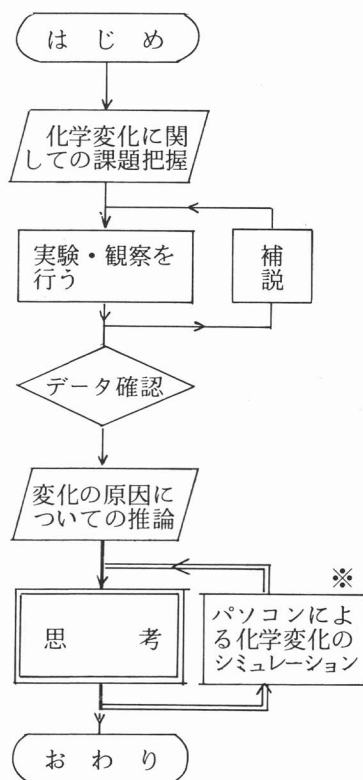 はじめ
化学変化に関
しての課題把握
実験・観察を
行う
補説
データ確認
変化の原因に
ついての推論
※
思考
パソコンによ
る化学変化の
シミュレーション
おわり